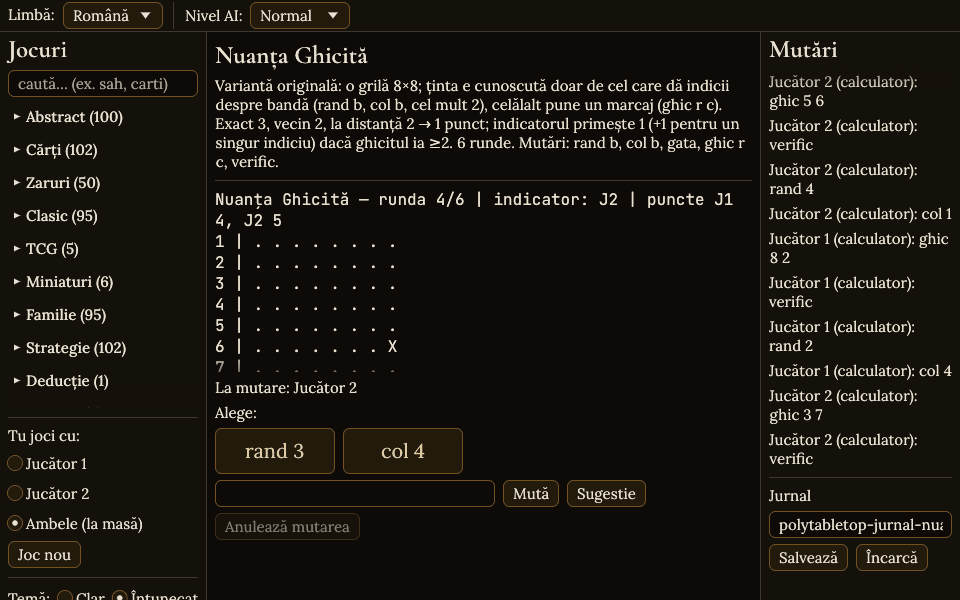 Limbă: Română Nivel AI: Normal
Jocuri
caută... (ex. sah, carti)
Abstract (100)
Cărți (102)
Zaruri (50)
Clasic (95)
TCG (5)
Miniaturi (6)
Familie (95)
Strategie (102)
Deducție (1)
Tu joci cu:
Jucător 1
Jucător 2
Ambele (la masă)
Joc nou
Temă: Clar Întunecat
Nuanța Ghicită
Variantă originală: o grilă 8×8; ținta e cunoscută doar de cel care dă indicii
despre bandă (rand b, col b, cel mult 2), celălalt pune un marcaj (ghic r c).
Exact 3, vecin 2, la distanță 2 → 1 punct; indicatorul primește 1 (+1 pentru un
singur indiciu) dacă ghicitul ia ≥2. 6 runde. Mutări: rand b, col b, gata, ghic r
c, verific.
Nuanța Ghicită — runda 4/6 | indicator: J2 | puncte J1
4, J2 5
1 | . . . . . . . .
2 | . . . . . . . .
3 | . . . . . . . .
4 | . . . . . . . .
5 | . . . . . . . .
6 | . . . . . . . X
7 | . . . . . . . .
La mutare: Jucător 2
Alege:
rand 3 col 4
Mută Sugestie
Anulează mutarea
Mutări
Jucător 2 (calculator):
ghic 5 6
Jucător 2 (calculator):
verific
Jucător 2 (calculator):
rand 4
Jucător 2 (calculator): col 1
Jucător 1 (calculator): ghic
8 2
Jucător 1 (calculator):
verific
Jucător 1 (calculator):
rand 2
Jucător 1 (calculator): col 4
Jucător 2 (calculator):
ghic 3 7
Jucător 2 (calculator):
verific
Jurnal
polytabletop-jurnal-nua
Salvează Încarcă